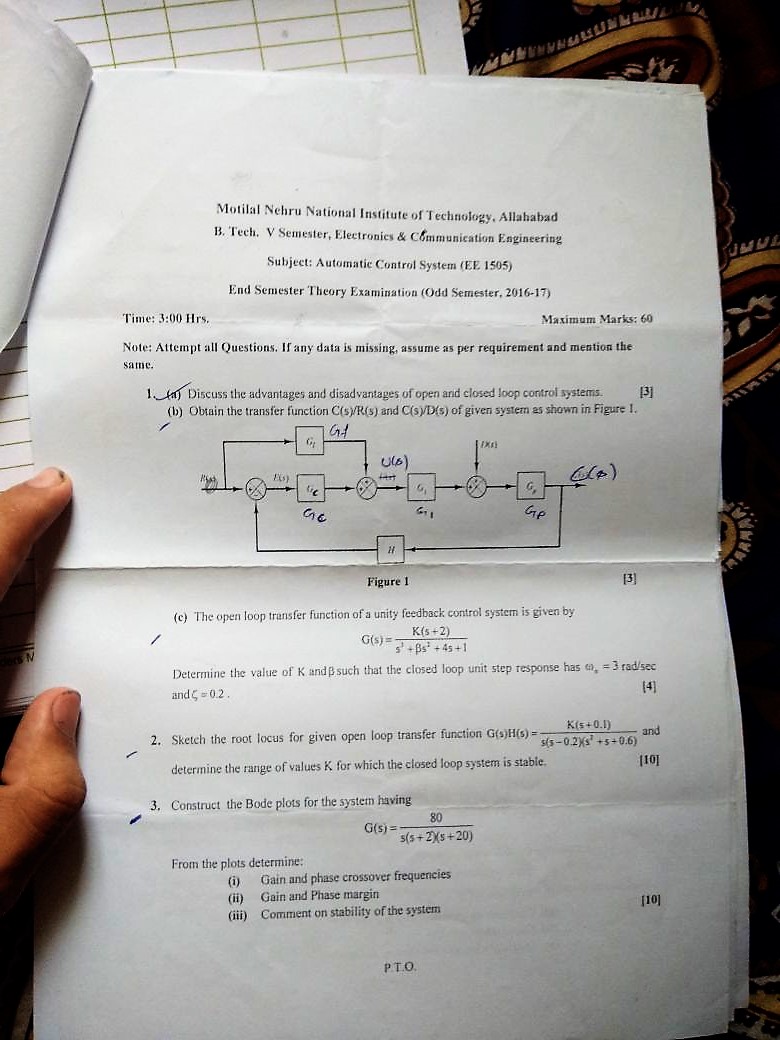 Motilal Nehru National Institute of Technology, Allahabad
B. Tech. V Semester, Electronics & Communication Engineering
Subject: Automatic Control System (EE 1505)
End Semester Theory Examination (Odd Semester, 2016-17)
Time: 3:00 Hrs. Maximum Marks: 60
Note: Attempt all Questions. If any data is missing, assume as per requirement and mention the
same.
1. (a) Discuss the advantages and disadvantages of open and closed loop control systems. [3]
(b) Obtain the transfer function C(s)/R(s) and C(s)/D(s) of given system as shown in Figure 1.
G_f Gf
D(s)
U(s)
R(s) E(s) G_c G_1 G_p C(s)
Gc G1 Gp
H
Figure 1 [3]
(c) The open loop transfer function of a unity feedback control system is given by
G(s) = K(s+2) / s³ + βs² + 4s + 1
Determine the value of K and β such that the closed loop unit step response has ωₙ = 3 rad/sec
and ζ = 0.2 . [4]
2. Sketch the root locus for given open loop transfer function G(s)H(s) = K(s+0.1) / s(s−0.2)(s² +s+0.6) and
determine the range of values K for which the closed loop system is stable. [10]
3. Construct the Bode plots for the system having
G(s) = 80 / s(s+2)(s+20)
From the plots determine:
(i) Gain and phase crossover frequencies
(ii) Gain and Phase margin
(iii) Comment on stability of the system [10]
P.T.O.